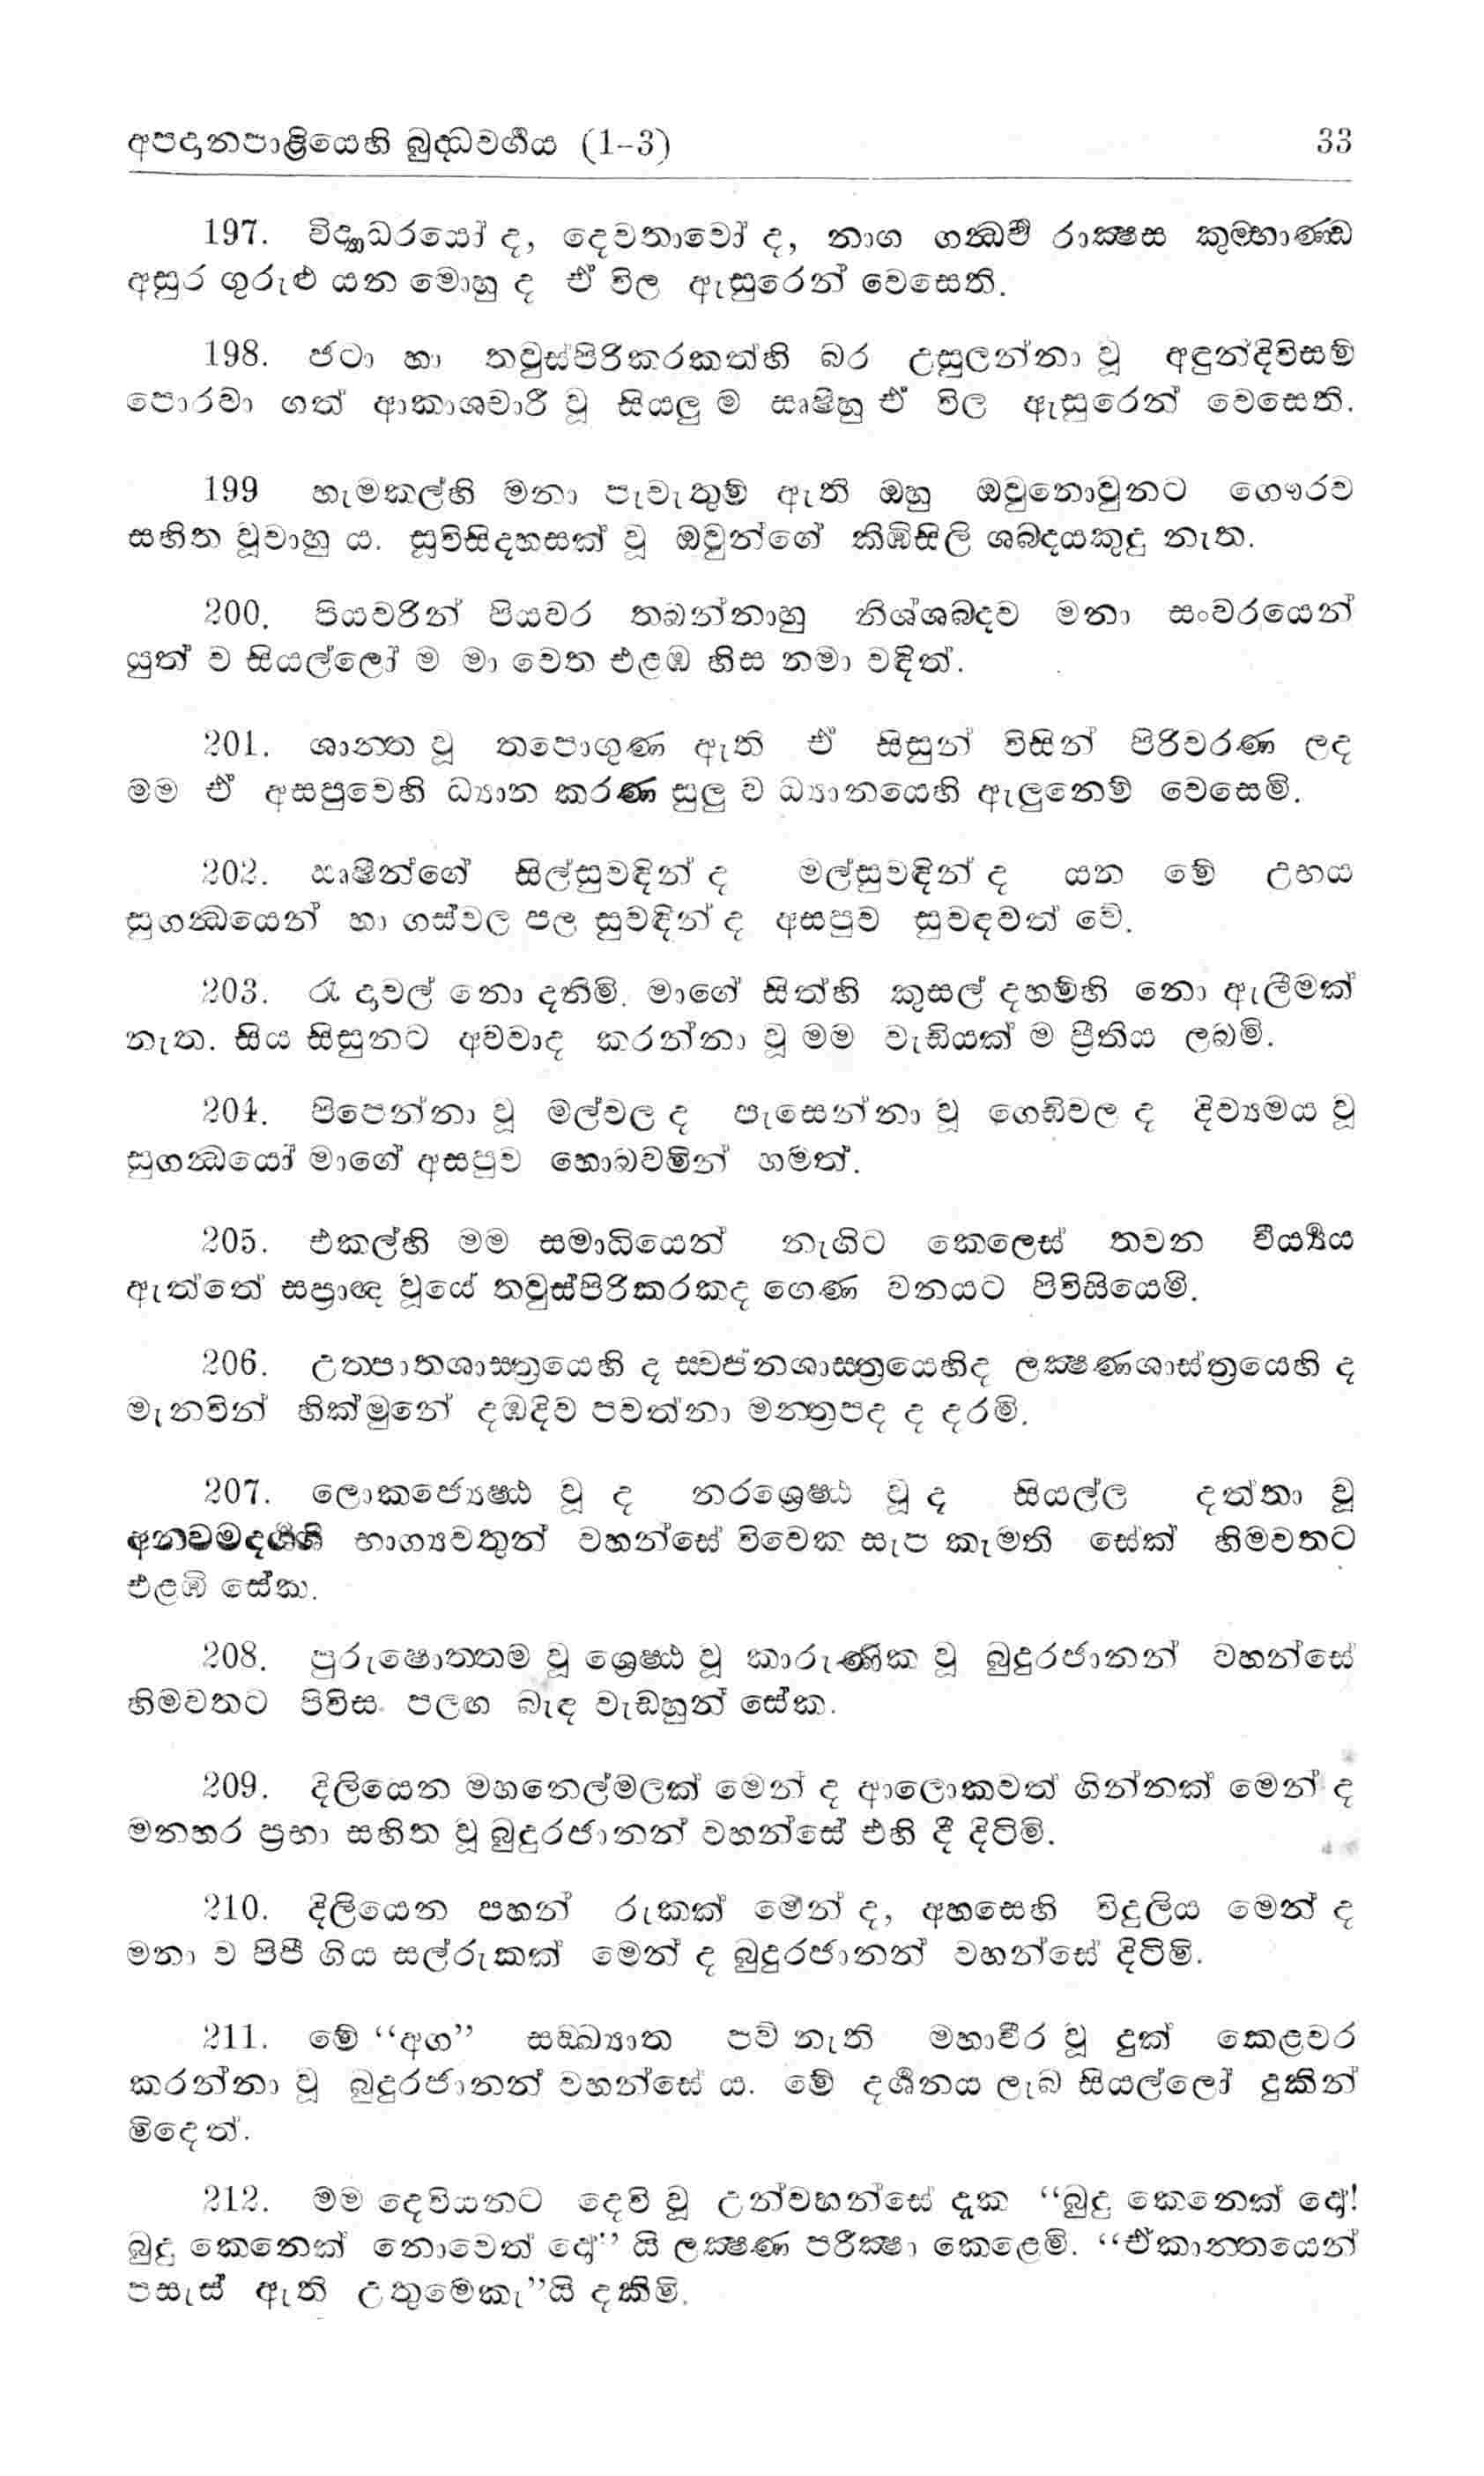 අපදානපාළියෙහි බුද්ධවර්‍ගය (1-3) 33
197. විද්‍යාධරයෝ ද, දෙවතාවෝ ද, නාග ගන්‍ධර්‍ව රාක්‍ෂස කුම්භාණ්ඩ
අසුර ගුරුළු යන මොහු ද ඒ විල ඇසුරෙන් වෙසෙති.
198. ජටා හා තවුස්පිරිකරකත්හි බර උසුලන්නා වූ අඳුන්දිවිසම්
පොරවා ගත් ආකාශචාරී වූ සියලු ම ඍෂීහු ඒ විල ඇසුරෙන් වෙසෙති.
199 හැමකල්හි මනා පැවැතුම් ඇති ඔහු ඔවුනොවුනට ගෞරව
සහිත වූවාහු ය. සූවිසිදහසක් වූ ඔවුන්ගේ කිඹිසිලි ශබ්දයකුදු නැත.
200. පියවරින් පියවර තබන්නාහු නිශ්ශබ්දව මනා සංවරයෙන්
යුත් ව සියල්ලෝ ම මා වෙත එළඹ හිස නමා වඳිත්.
201. ශාන්ත වූ තපොගුණ ඇති ඒ සිසුන් විසින් පිරිවරණ ලද
මම ඒ අසපුවෙහි ධ්‍යාන කරණ සුලු ව ධ්‍යානයෙහි ඇලුනෙම් වෙසෙමි.
202. ඍෂීන්ගේ සිල්සුවඳින් ද මල්සුවඳින් ද යන මේ උභය
සුගන්‍ධයෙන් හා ගස්වල පල සුවඳින් ද අසපුව සුවඳවත් වේ.
203. රෑ දාවල් නො දනිමි. මාගේ සිත්හි කුසල් දහම්හි නො ඇලීමක්
නැත. සිය සිසුනට අවවාද කරන්නා වූ මම වැඩියක් ම ප්‍රීතිය ලබමි.
204. පිපෙන්නා වූ මල්වල ද පැසෙන්නා වූ ගෙඩිවල ද දිව්‍යමය වූ
සුගන්‍ධයෝ මාගේ අසපුව හොබවමින් හමත්.
205. එකල්හි මම සමාධියෙන් නැගිට කෙලෙස් තවන වීර්‍ය්‍යය
ඇත්තේ සප්‍රාඥ වූයේ තවුස්පිරිකරකද ගෙණ වනයට පිවිසියෙමි.
206. උත්පාතශාස්ත්‍රයෙහි ද ස්වප්නශාස්ත්‍රයෙහිද ලක්‍ෂණශාස්ත්‍රයෙහි ද
මැනවින් හික්මුනේ දඹදිව පවත්නා මන්ත්‍රපද ද දරමි.
207. ලොකජ්‍යෙෂ්ඨ වූ ද නරශ්‍රෙෂ්ඨ වූ ද සියල්ල දත්තා වූ
අනවමදර්‍ශී භාග්‍යවතුන් වහන්සේ විවෙක සැප කැමති සේක් හිමවතට
එළඹි සේක.
208. පුරුෂොත්තම වූ ශ්‍රෙෂ්ඨ වූ කාරුණික වූ බුදුරජානන් වහන්සේ
හිමවතට පිවිස පලඟ බැඳ වැඩහුන් සේක.
209. දිලියෙන මහනෙල්මලක් මෙන් ද ආලොකවත් ගින්නක් මෙන් ද
මනහර ප්‍රභා සහිත වූ බුදුරජානන් වහන්සේ එහි දී දිටිමි.
210. දිලියෙන පහන් රුකක් මෙන් ද, අහසෙහි විදුලිය මෙන් ද
මනා ව පිපී ගිය සල්රුකක් මෙන් ද බුදුරජානන් වහන්සේ දිටිමි.
211. මේ “අග” සඞ්ඛ්‍යාත පව් නැති මහාවීර වූ දුක් කෙළවර
කරන්නා වූ බුදුරජානන් වහන්සේ ය. මේ දර්‍ශනය ලැබ සියල්ලෝ දුකින්
මිදෙත්.
212. මම දෙවියනට දෙවි වූ උන්වහන්සේ දැක “බුදු කෙනෙක් දෝ!
බුදු කෙනෙක් නොවෙත් දෝ” යි ලක්‍ෂණ පරීක්‍ෂා කෙළෙමි. “ඒකාන්තයෙන්
පසැස් ඇති උතුමෙකැ”යි දකිමි.